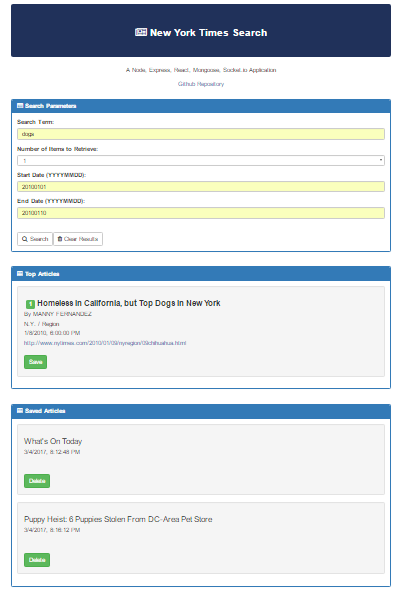 New York Times Search
A Node, Express, React, Mongoose, Socket.io Application
Github Repository
Search Parameters
Search Term:
dogs
Number of Items to Retrieve:
1
Start Date (YYYYMMDD):
20100101
End Date (YYYYMMDD):
20100110
Search Clear Results
Top Articles
1 Homeless in California, but Top Dogs in New York
By MANNY FERNANDEZ
N.Y. / Region
1/8/2010, 6:00:00 PM
http://www.nytimes.com/2010/01/09/nyregion/09chihuahua.html
Save
Saved Articles
What's On Today
3/4/2017, 8:12:48 PM
Delete
Puppy Heist: 6 Puppies Stolen From DC-Area Pet Store
3/4/2017, 8:16:12 PM
Delete